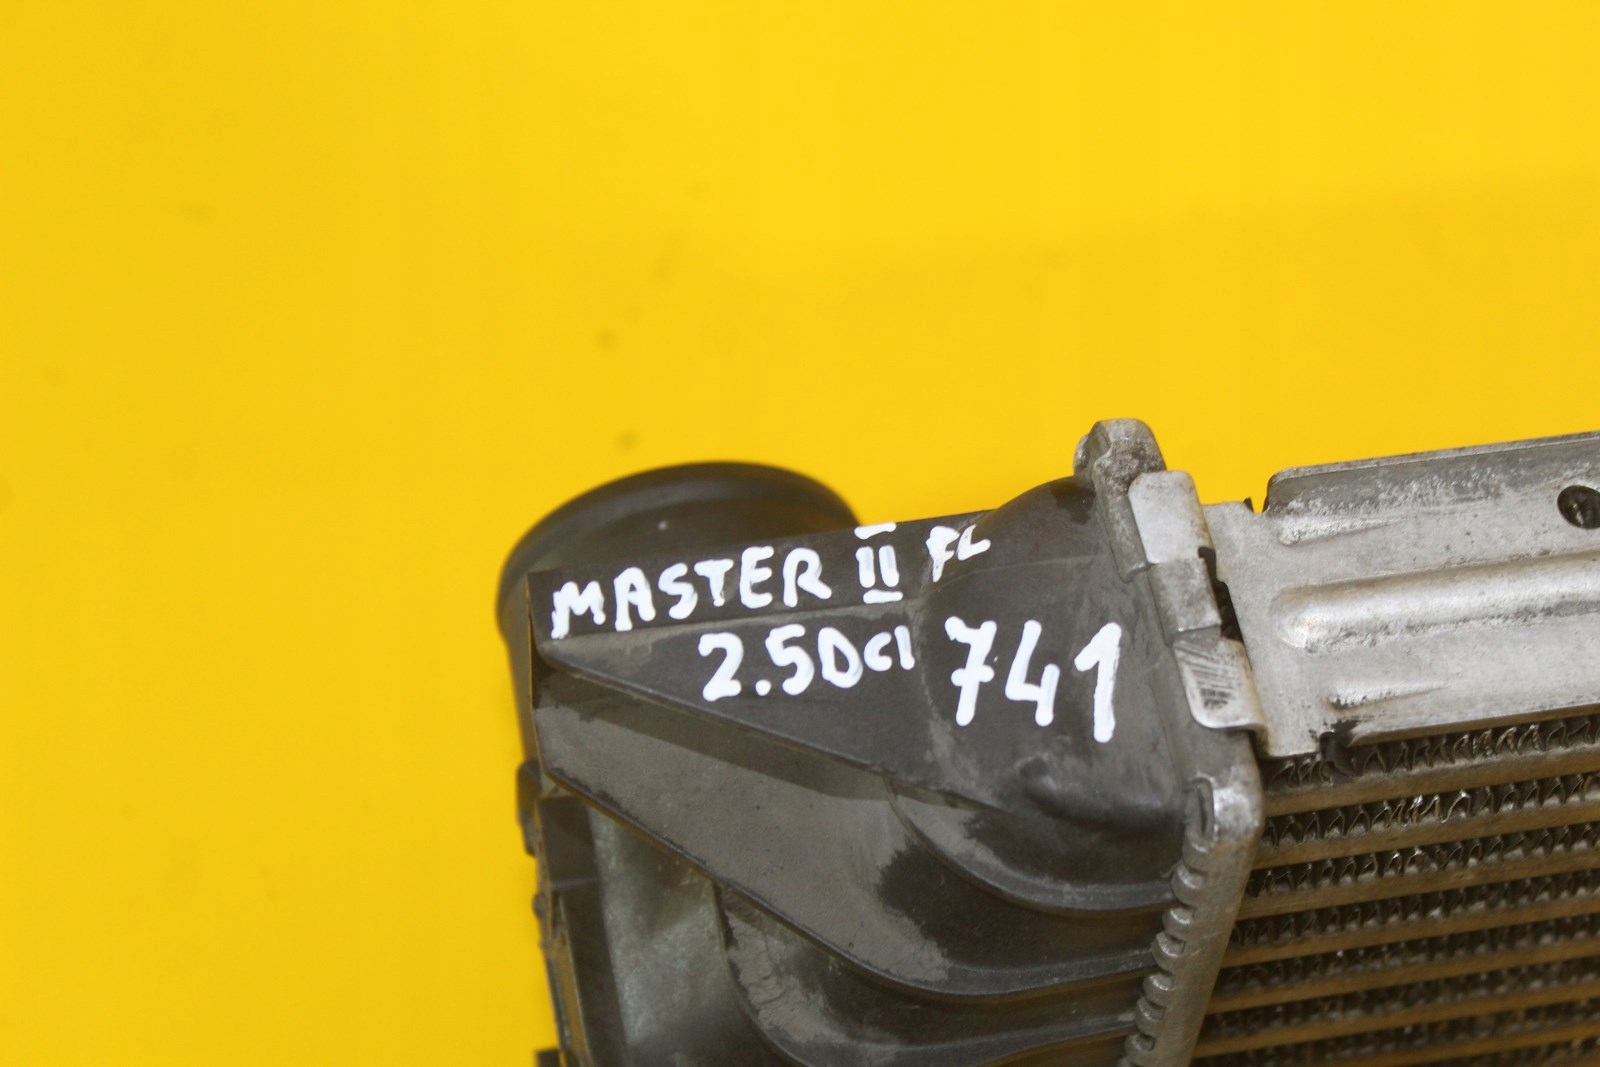 MASTER II FL
2.5DCI 741